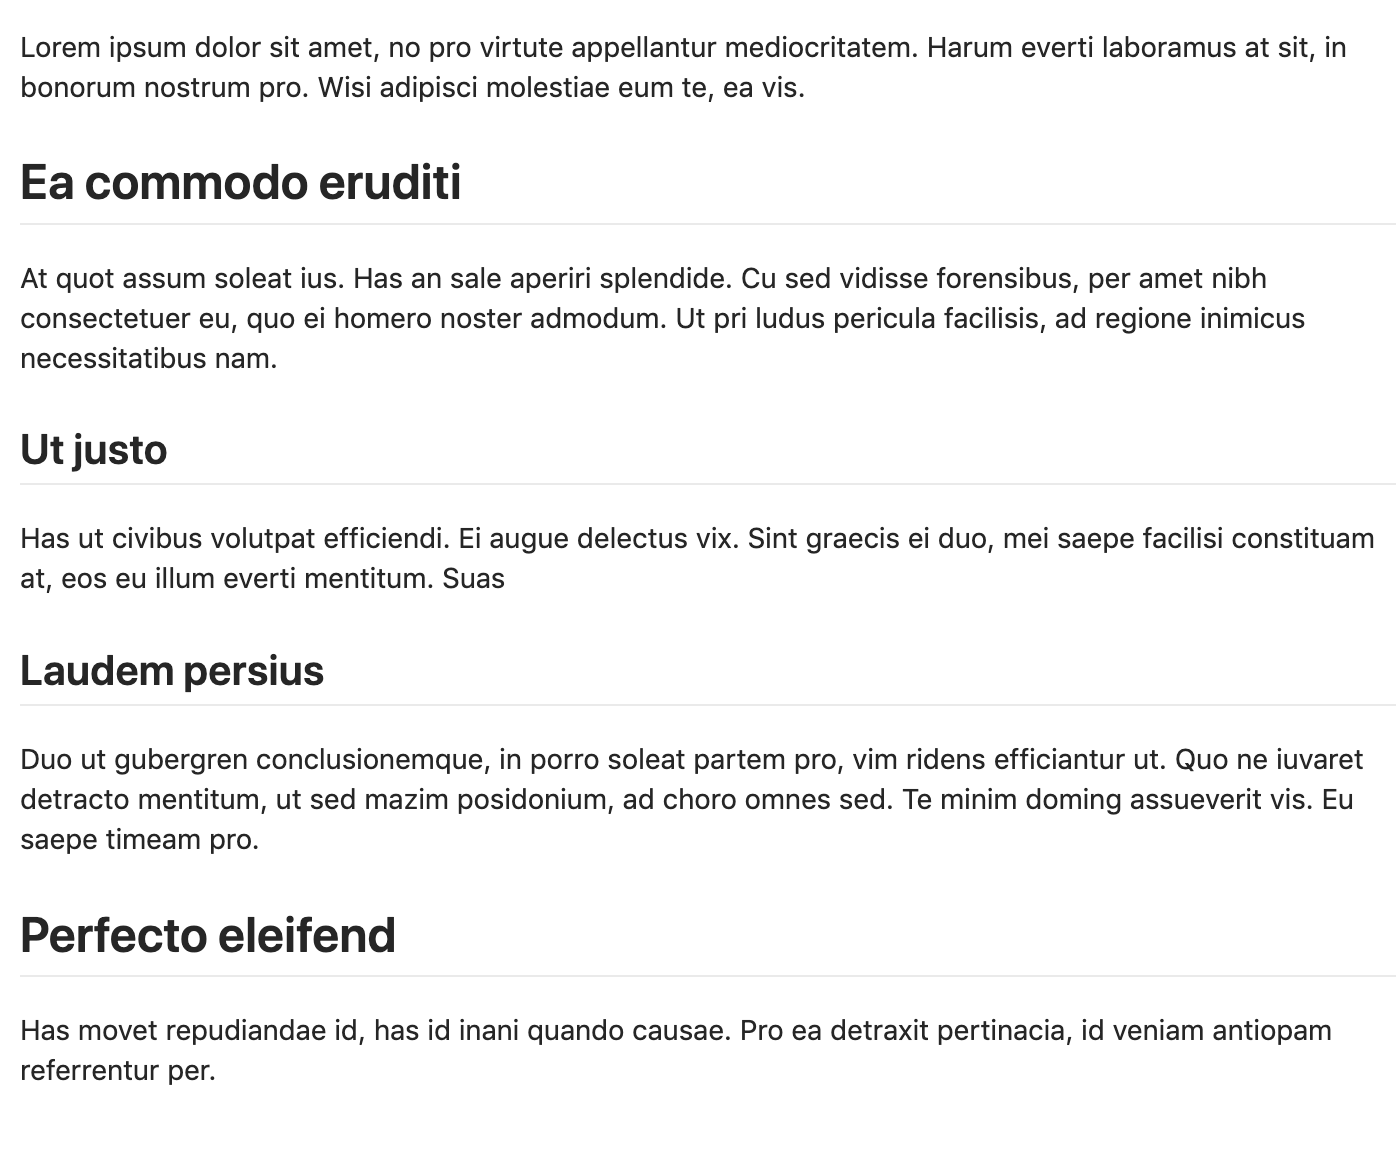 Lorem ipsum dolor sit amet, no pro virtute appellantur mediocritatem. Harum everti laboramus at sit, in
bonorum nostrum pro. Wisi adipisci molestiae eum te, ea vis.
Ea commodo eruditi
At quot assum soleat ius. Has an sale aperiri splendide. Cu sed vidisse forensibus, per amet nibh
consectetuer eu, quo ei homero noster admodum. Ut pri ludus pericula facilisis, ad regione inimicus
necessitatibus nam.
Ut justo
Has ut civibus volutpat efficiendi. Ei augue delectus vix. Sint graecis ei duo, mei saepe facilisi constituam
at, eos eu illum everti mentitum. Suas
Laudem persius
Duo ut gubergren conclusionemque, in porro soleat partem pro, vim ridens efficiantur ut. Quo ne iuvaret
detracto mentitum, ut sed mazim posidonium, ad choro omnes sed. Te minim doming assueverit vis. Eu
saepe timeam pro.
Perfecto eleifend
Has movet repudiandae id, has id inani quando causae. Pro ea detraxit pertinacia, id veniam antiopam
referrentur per.